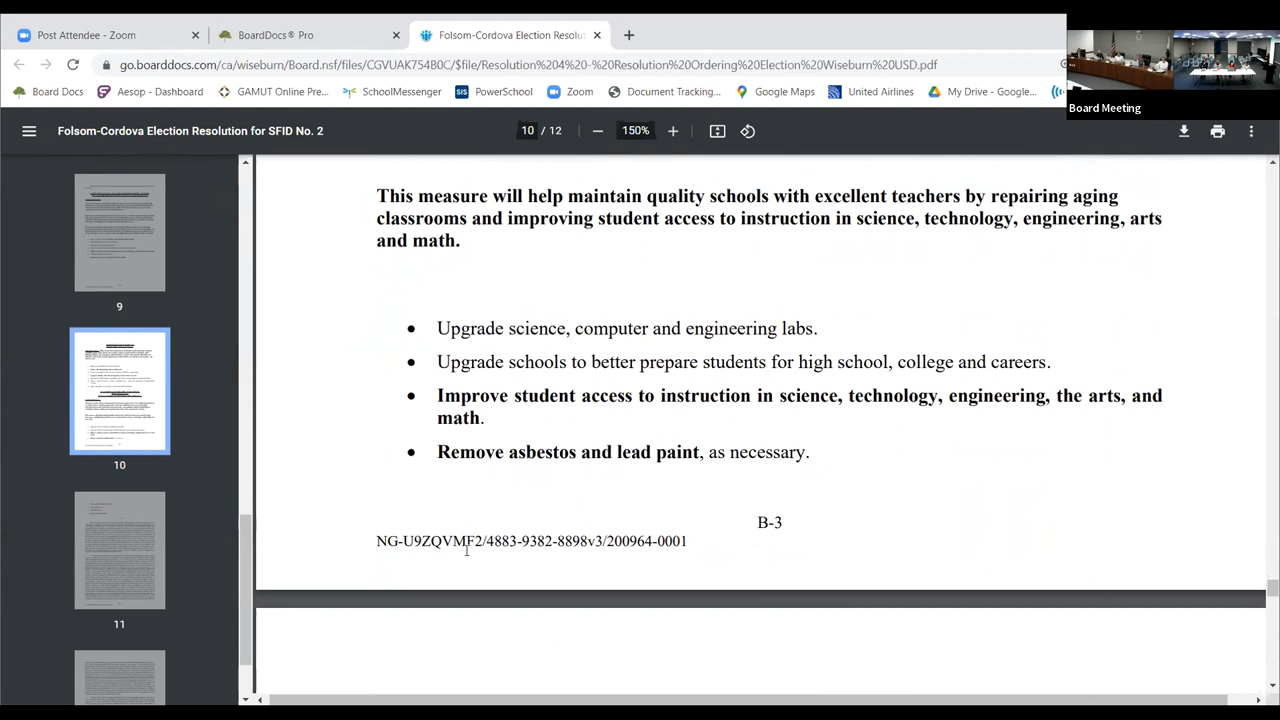 Post Attendee - Zoom
BoardDocs® Pro
Folsom-Cordova Election Resolu
go.boarddocs.com/ca/wiseburn/Board.nsf/files/CGVUAK754B0C/$file/Resolution%204%20-%20Resolution%20Ordering%20Election%20Wiseburn%20USD.pdf
Board Docs
Aesop - Dashboard
GAMUT Online Pre...
SchoolMessenger
PowerSchool
Zoom
Document Tracking...
Google Maps
United Airlines
My Drive - Google...
Board Meeting
Folsom-Cordova Election Resolution for SFID No. 2
10 / 12
150%
9
10
11
This measure will help maintain quality schools with excellent teachers by repairing aging
classrooms and improving student access to instruction in science, technology, engineering, arts
and math.
• Upgrade science, computer and engineering labs.
• Upgrade schools to better prepare students for high school, college and careers.
• Improve student access to instruction in science, technology, engineering, the arts, and
math.
• Remove asbestos and lead paint, as necessary.
B-3
NG-U9ZQVMF2/4883-9382-8898v3/200964-0001